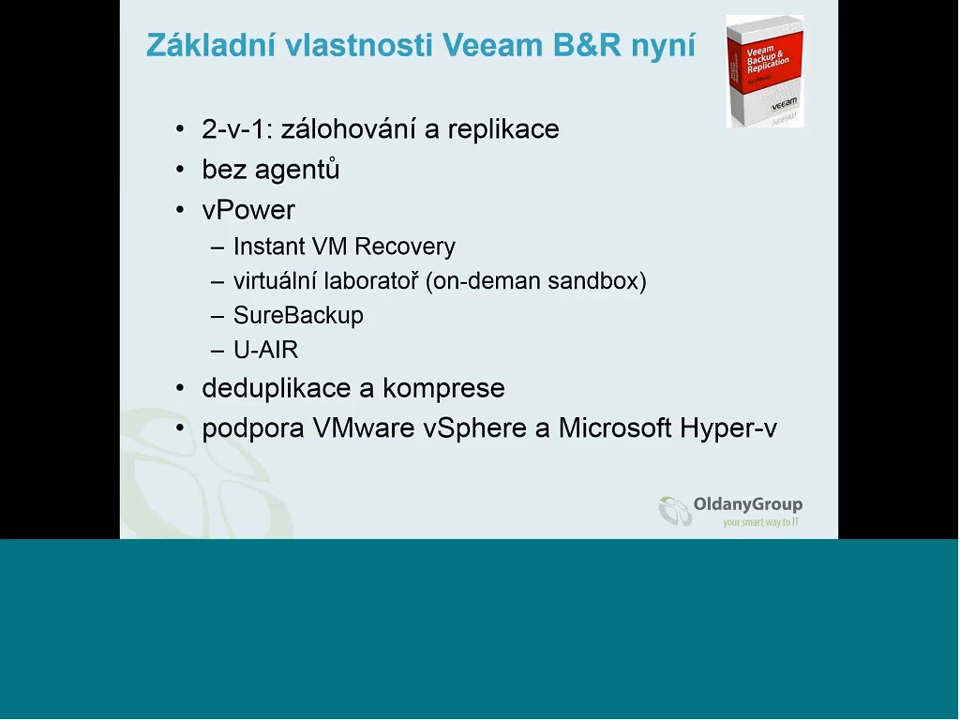 Základní vlastnosti Veeam B&R nyní
Veeam
Backup &
Replication
veeam
• 2-v-1: zálohování a replikace
• bez agentů
• vPower
– Instant VM Recovery
– virtuální laboratoř (on-deman sandbox)
– SureBackup
– U-AIR
• deduplikace a komprese
• podpora VMware vSphere a Microsoft Hyper-v
OldanyGroup
your smart way to IT